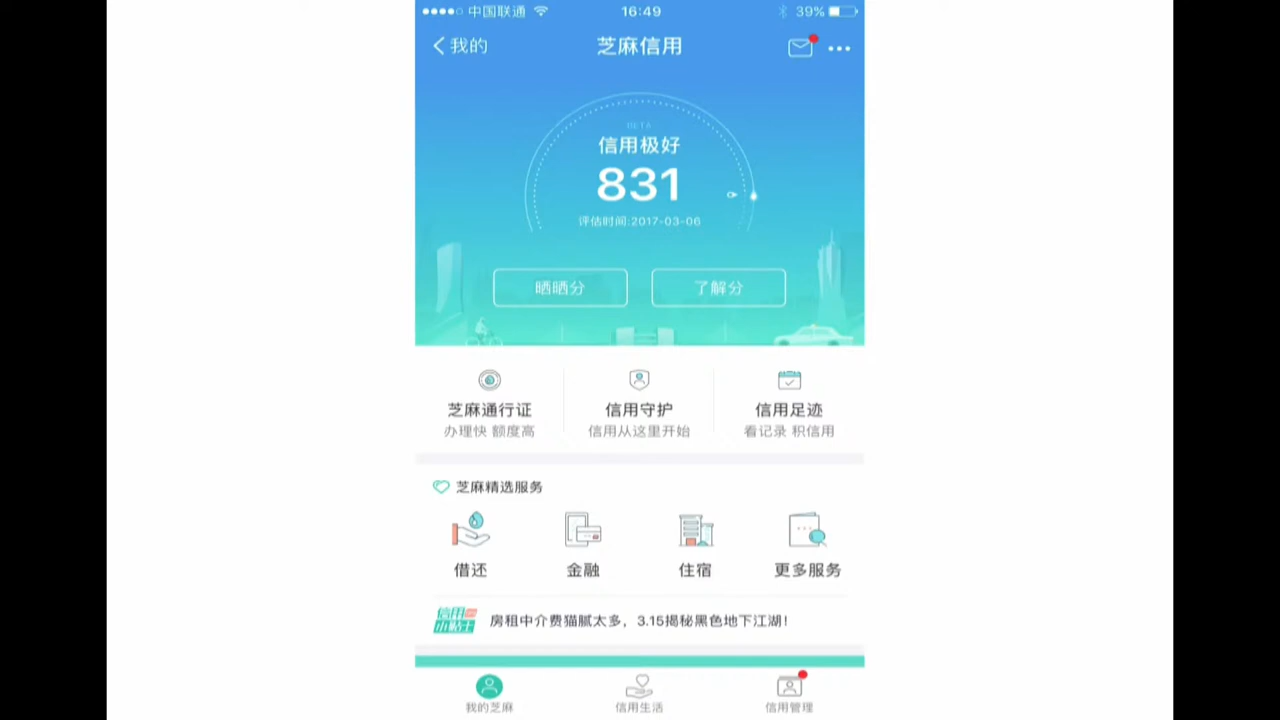 中国联通 16:49 39%
我的 芝麻信用
BETA
信用极好
831
评估时间:2017-03-06
晒晒分 了解分
芝麻通行证 信用守护 信用足迹
办理快 额度高 信用从这里开始 看记录 积信用
芝麻精选服务
借还 金融 住宿 更多服务
信用小贴士 房租中介费猫腻太多，3.15揭秘黑色地下江湖！
我的芝麻 信用生活 信用管理